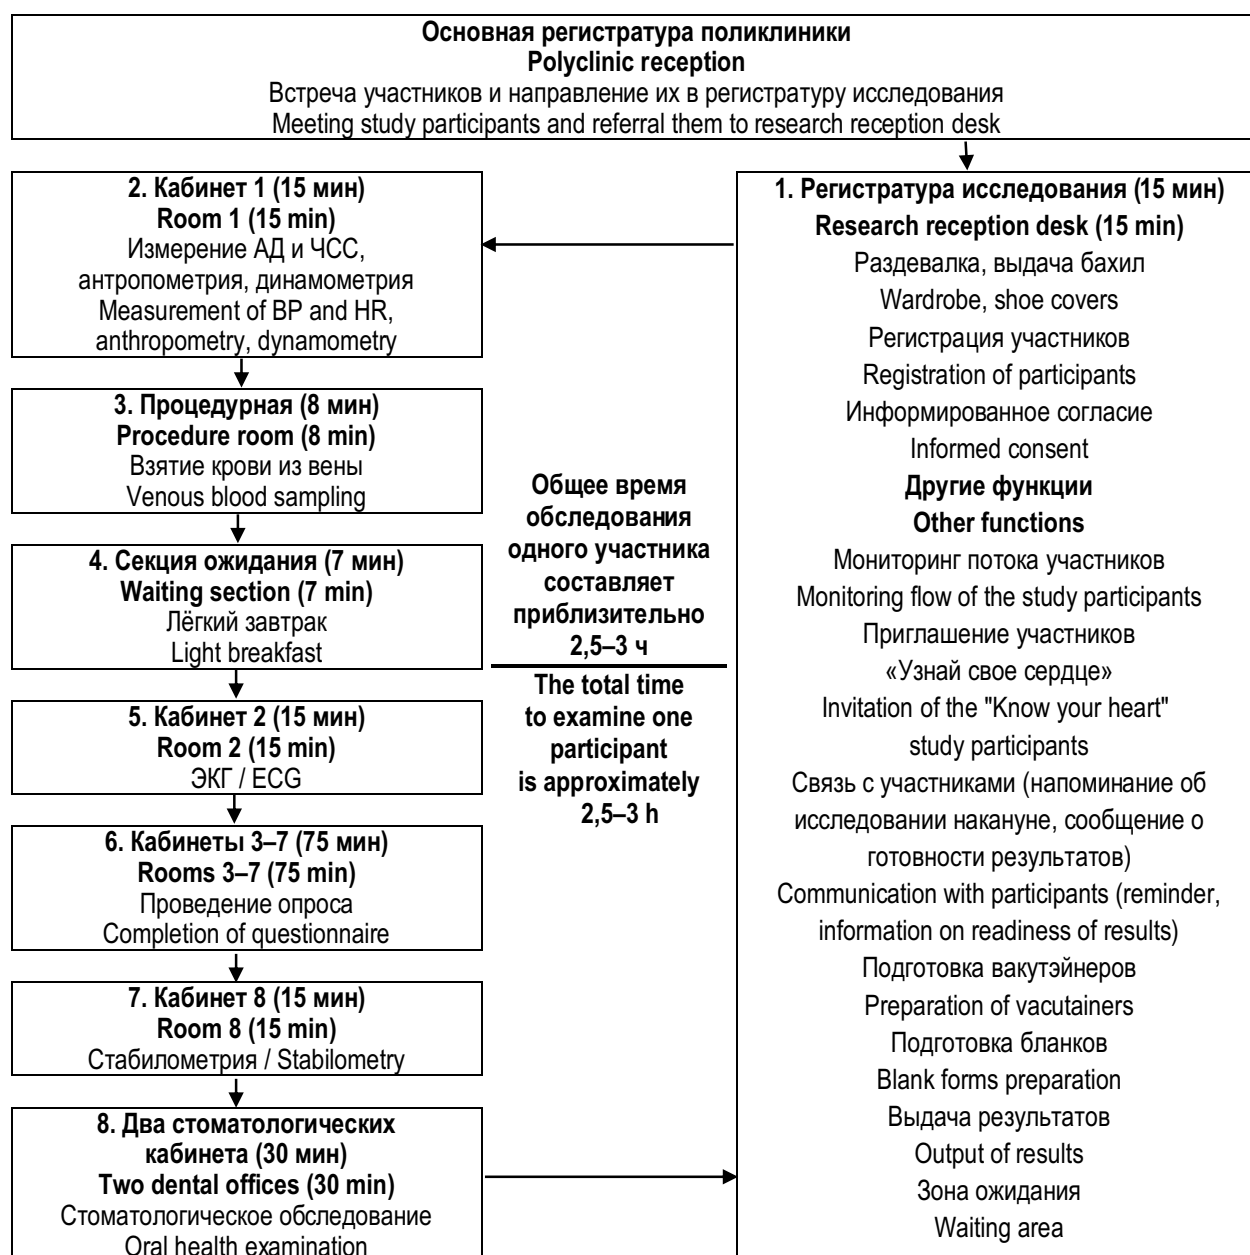 Основная регистратура поликлиники
Polyclinic reception
Встреча участников и направление их в регистратуру исследования
Meeting study participants and referral them to research reception desk
2. Кабинет 1 (15 мин)
Room 1 (15 min)
Измерение АД и ЧСС,
антропометрия, динамометрия
Measurement of BP and HR,
anthropometry, dynamometry
3. Процедурная (8 мин)
Procedure room (8 min)
Взятие крови из вены
Venous blood sampling
4. Секция ожидания (7 мин)
Waiting section (7 min)
Лёгкий завтрак
Light breakfast
5. Кабинет 2 (15 мин)
Room 2 (15 min)
ЭКГ / ECG
6. Кабинеты 3–7 (75 мин)
Rooms 3–7 (75 min)
Проведение опроса
Completion of questionnaire
7. Кабинет 8 (15 мин)
Room 8 (15 min)
Стабилометрия / Stabilometry
8. Два стоматологических
кабинета (30 мин)
Two dental offices (30 min)
Стоматологическое обследование
Oral health examination
Общее время
обследования
одного участника
составляет
приблизительно
2,5–3 ч
The total time
to examine one
participant
is approximately
2,5–3 h
1. Регистратура исследования (15 мин)
Research reception desk (15 min)
Раздевалка, выдача бахил
Wardrobe, shoe covers
Регистрация участников
Registration of participants
Информированное согласие
Informed consent
Другие функции
Other functions
Мониторинг потока участников
Monitoring flow of the study participants
Приглашение участников
«Узнай свое сердце»
Invitation of the "Know your heart"
study participants
Связь с участниками (напоминание об
исследовании накануне, сообщение о
готовности результатов)
Communication with participants (reminder,
information on readiness of results)
Подготовка вакутэйнеров
Preparation of vacutainers
Подготовка бланков
Blank forms preparation
Выдача результатов
Output of results
Зона ожидания
Waiting area